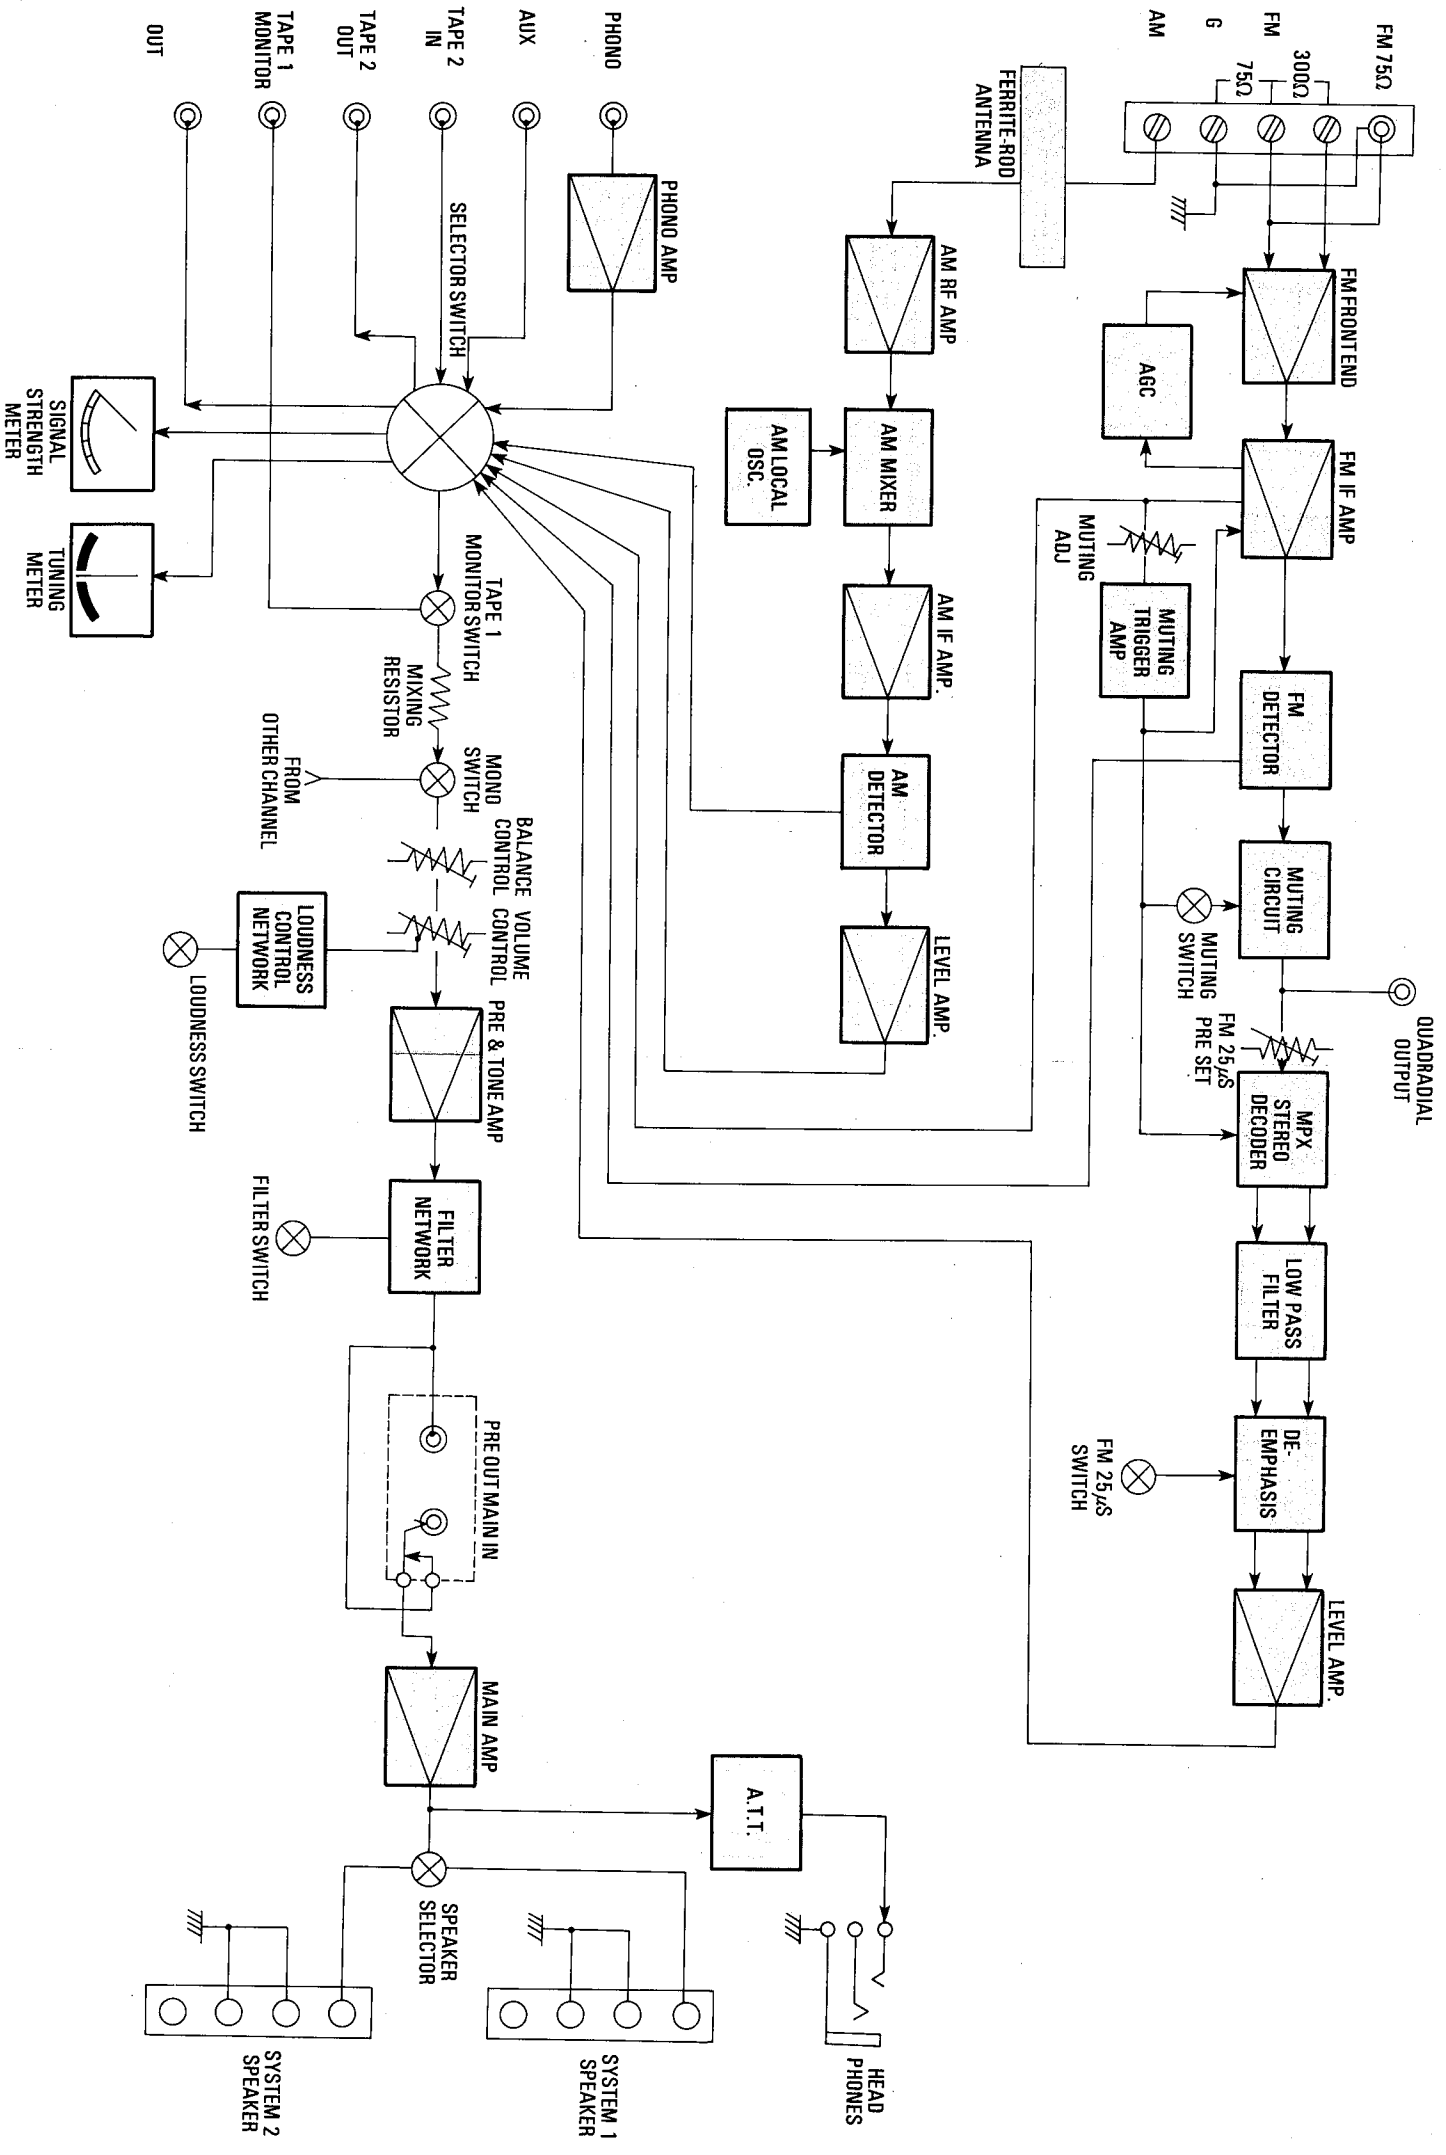 FM 75Ω
300Ω
FM
75Ω
G
AM
FERRITE-ROD
ANTENNA
FM FRONT END
AGC
FM IF AMP
MUTING
ADJ
MUTING
TRIGGER
AMP
FM
DETECTOR
MUTING
CIRCUIT
MUTING
SWITCH
QUADRADIAL
OUTPUT
FM 25μS
PRE SET
MPX
STEREO
DECODER
LOW PASS
FILTER
DE-
EMPHASIS
FM 25μS
SWITCH
LEVEL AMP.
AM RF AMP
AM MIXER
AM LOCAL
OSC.
AM IF AMP.
AM
DETECTOR
LEVEL AMP.
PHONO
PHONO AMP
AUX
TAPE 2
IN
TAPE 2
OUT
TAPE 1
MONITOR
OUT
SELECTOR SWITCH
SIGNAL
STRENGTH
METER
TUNING
METER
TAPE 1
MONITOR SWITCH
MIXING
RESISTOR
MONO
SWITCH
FROM
OTHER CHANNEL
BALANCE
CONTROL
VOLUME
CONTROL
LOUDNESS
CONTROL
NETWORK
LOUDNESS SWITCH
PRE & TONE AMP
FILTER
NETWORK
FILTER SWITCH
PRE OUT MAIN IN
MAIN AMP
A.T.T.
HEAD
PHONES
SPEAKER
SELECTOR
SYSTEM 1
SPEAKER
SYSTEM 2
SPEAKER